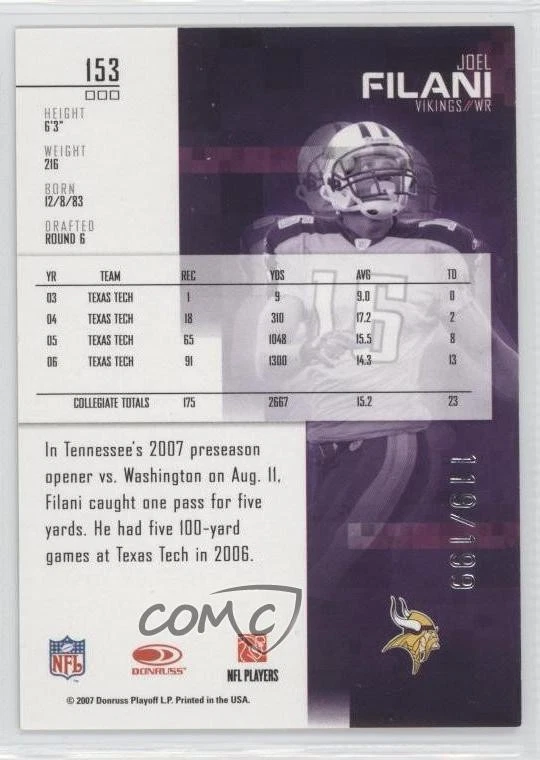 153
JOEL
FILANI
VIKINGS//WR
HEIGHT
6'3"
WEIGHT
216
BORN
12/8/83
DRAFTED
ROUND 6
YR TEAM REC YDS AVG TD
03 TEXAS TECH 1 9 9.0 0
04 TEXAS TECH 18 310 17.2 2
05 TEXAS TECH 65 1048 15.5 8
06 TEXAS TECH 91 1300 14.3 13
COLLEGIATE TOTALS 175 2667 15.2 23
16
In Tennessee's 2007 preseason
opener vs. Washington on Aug. 11,
Filani caught one pass for five
yards. He had five 100-yard
games at Texas Tech in 2006.
119/199
COMC
NFL
DONRUSS
NFL PLAYERS
© 2007 Donruss Playoff L.P. Printed in the USA.